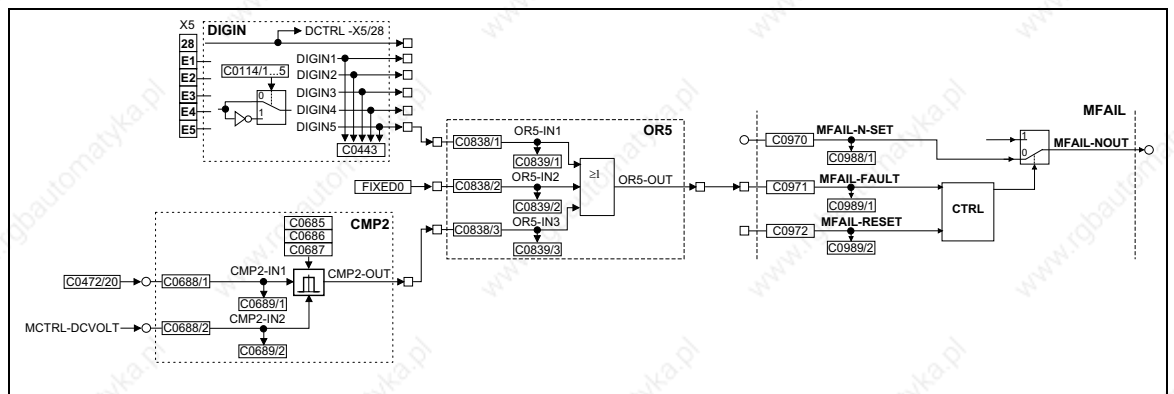 X5
DIGIN
28
DCTRL -X5/28
E1
DIGIN1
E2
C0114/1...5
DIGIN2
E3
DIGIN3
0
E4
DIGIN4
1
E5
DIGIN5
C0443
OR5
C0838/1
OR5-IN1
C0839/1
≥1
FIXED0
C0838/2
OR5-IN2
OR5-OUT
C0839/2
C0838/3
OR5-IN3
C0839/3
CMP2
C0685
C0686
C0687
C0472/20
C0688/1
CMP2-IN1
CMP2-OUT
C0689/1
MCTRL-DCVOLT
C0688/2
CMP2-IN2
C0689/2
MFAIL
C0970
MFAIL-N-SET
C0988/1
1
0
MFAIL-NOUT
C0971
MFAIL-FAULT
C0989/1
CTRL
C0972
MFAIL-RESET
C0989/2
www.rgbautomatyka.pl